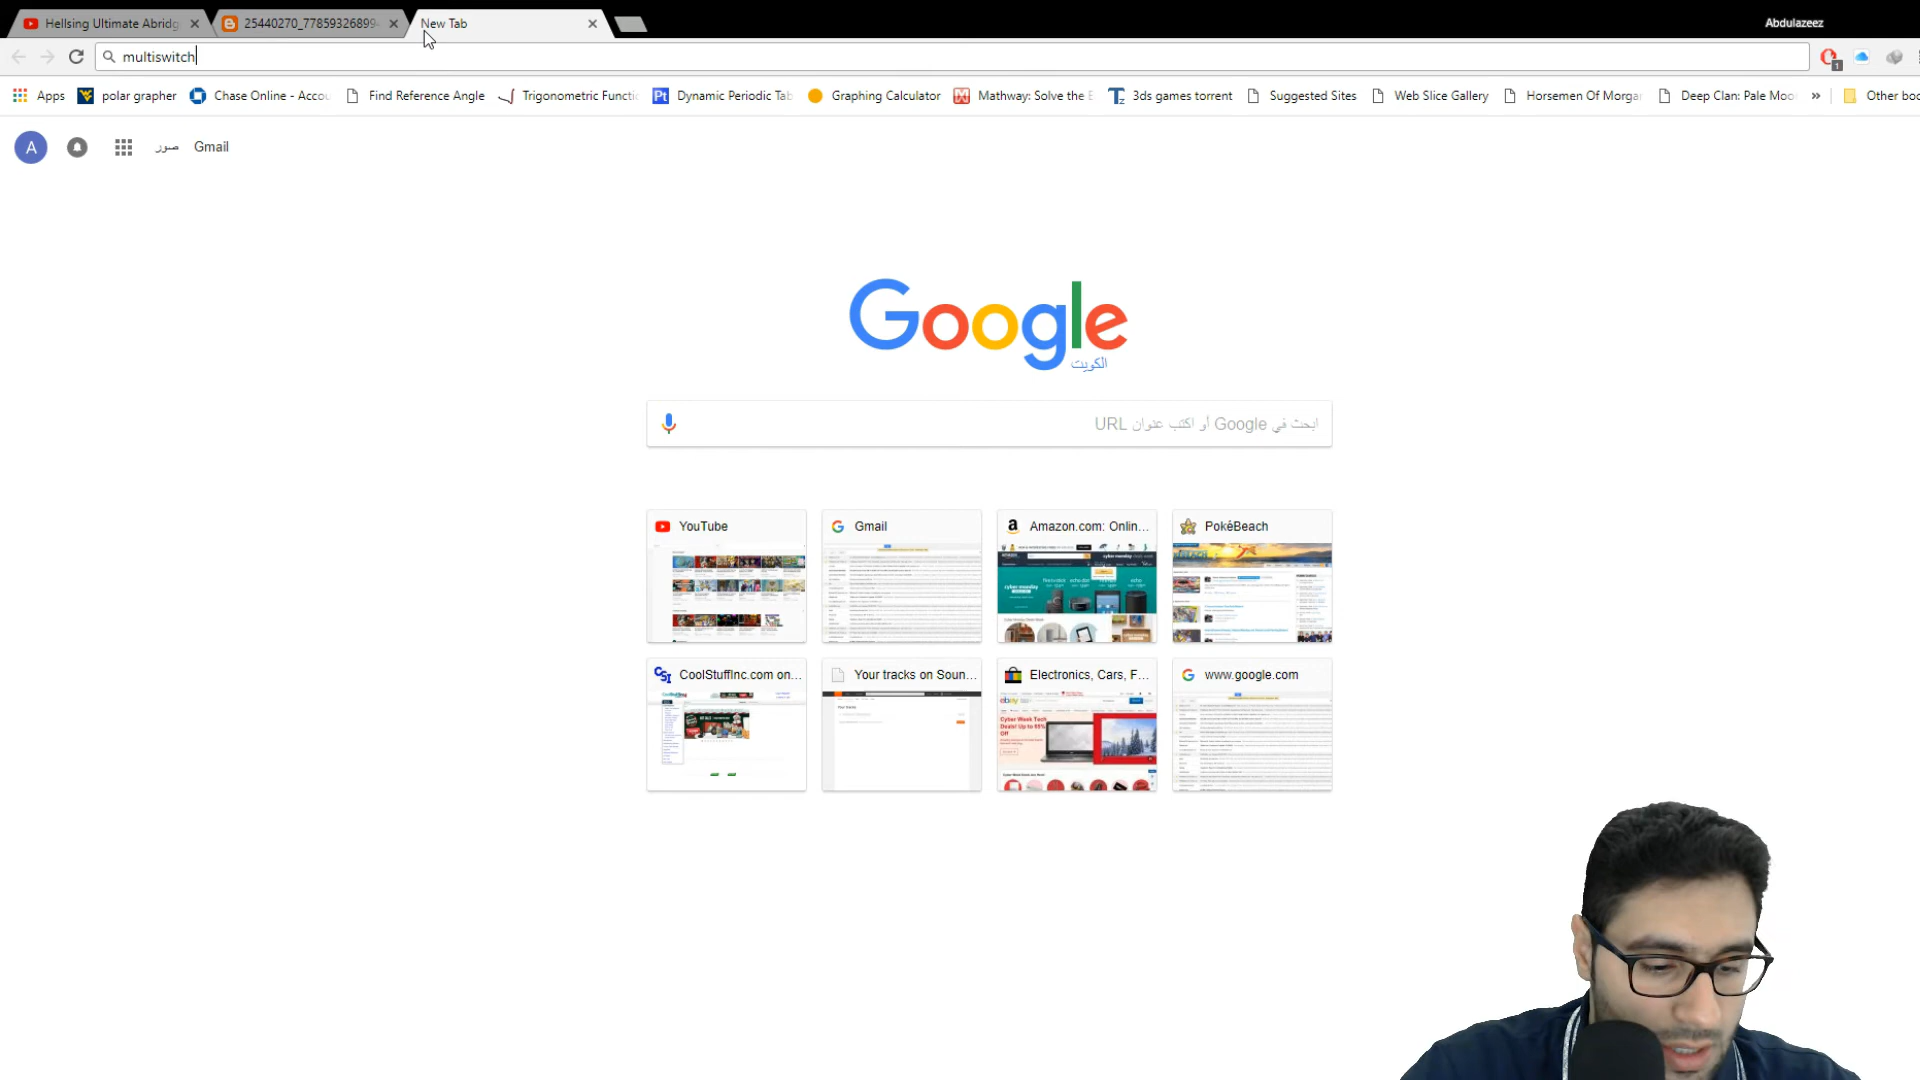 Hellsing Ultimate Abridg
25440270_77859326899
New Tab
Abdulazeez
multiswitch
1
Apps
polar grapher
Chase Online - Accou
Find Reference Angle
Trigonometric Functi
Pt
Dynamic Periodic Tab
Graphing Calculator
Mathway: Solve the E
3ds games torrent
Suggested Sites
Web Slice Gallery
Horsemen Of Morga
Deep Clan: Pale Moo
»
Other boo
A
صور
Gmail
Google
الكويت
ابحث في Google أو اكتب عنوان URL
YouTube
Gmail
Amazon.com: Onlin...
PokéBeach
CoolStuffInc.com on...
Your tracks on Soun...
Electronics, Cars, F...
www.google.com